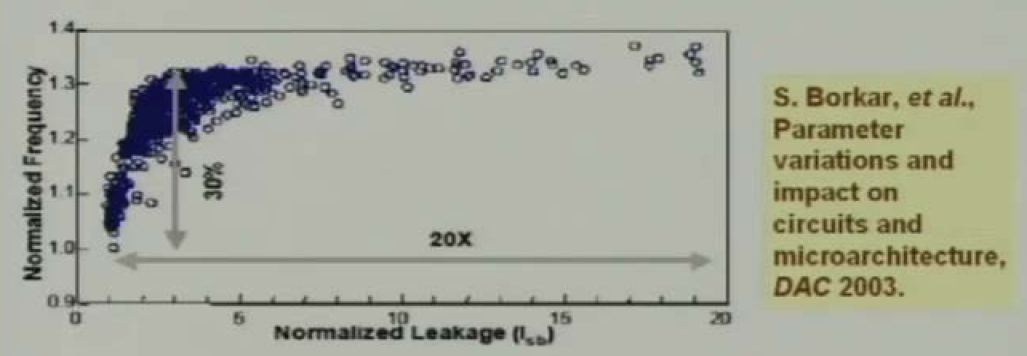 1.4
1.3
1.2
1.1
1.0
0.9
Normalized Frequency
30%
20X
0
5
10
15
20
Normalized Leakage (Isb)
S. Borkar, et al.,
Parameter
variations and
impact on
circuits and
microarchitecture,
DAC 2003.